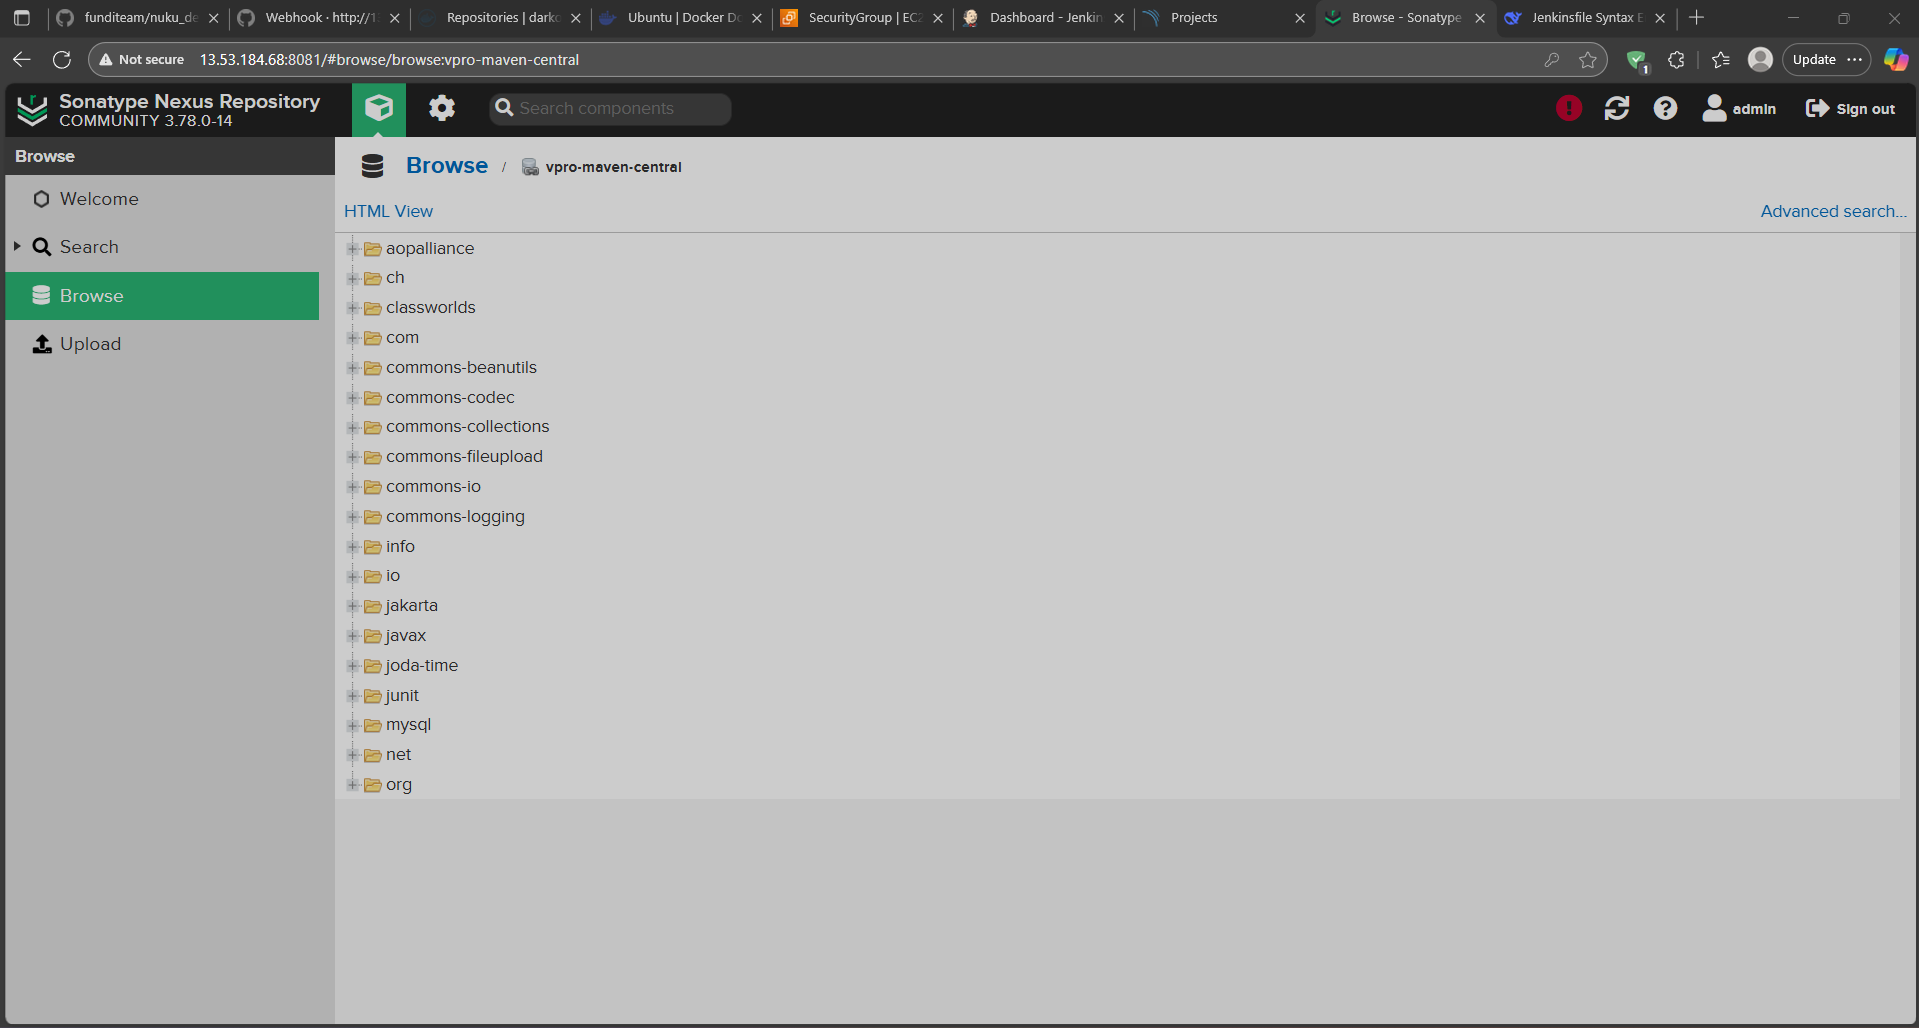 funditeam/nuku_de
Webhook · http://1
Repositories | darko
Ubuntu | Docker Do
SecurityGroup | EC2
Dashboard - Jenkin
Projects
Browse - Sonatype
Jenkinsfile Syntax E
Not secure
13.53.184.68:8081/#browse/browse:vpro-maven-central
1
Update
Sonatype Nexus Repository
COMMUNITY 3.78.0-14
Search components
admin
Sign out
Browse
Welcome
Search
Browse
Upload
Browse / vpro-maven-central
HTML View
Advanced search...
aopalliance
ch
classworlds
com
commons-beanutils
commons-codec
commons-collections
commons-fileupload
commons-io
commons-logging
info
io
jakarta
javax
joda-time
junit
mysql
net
org